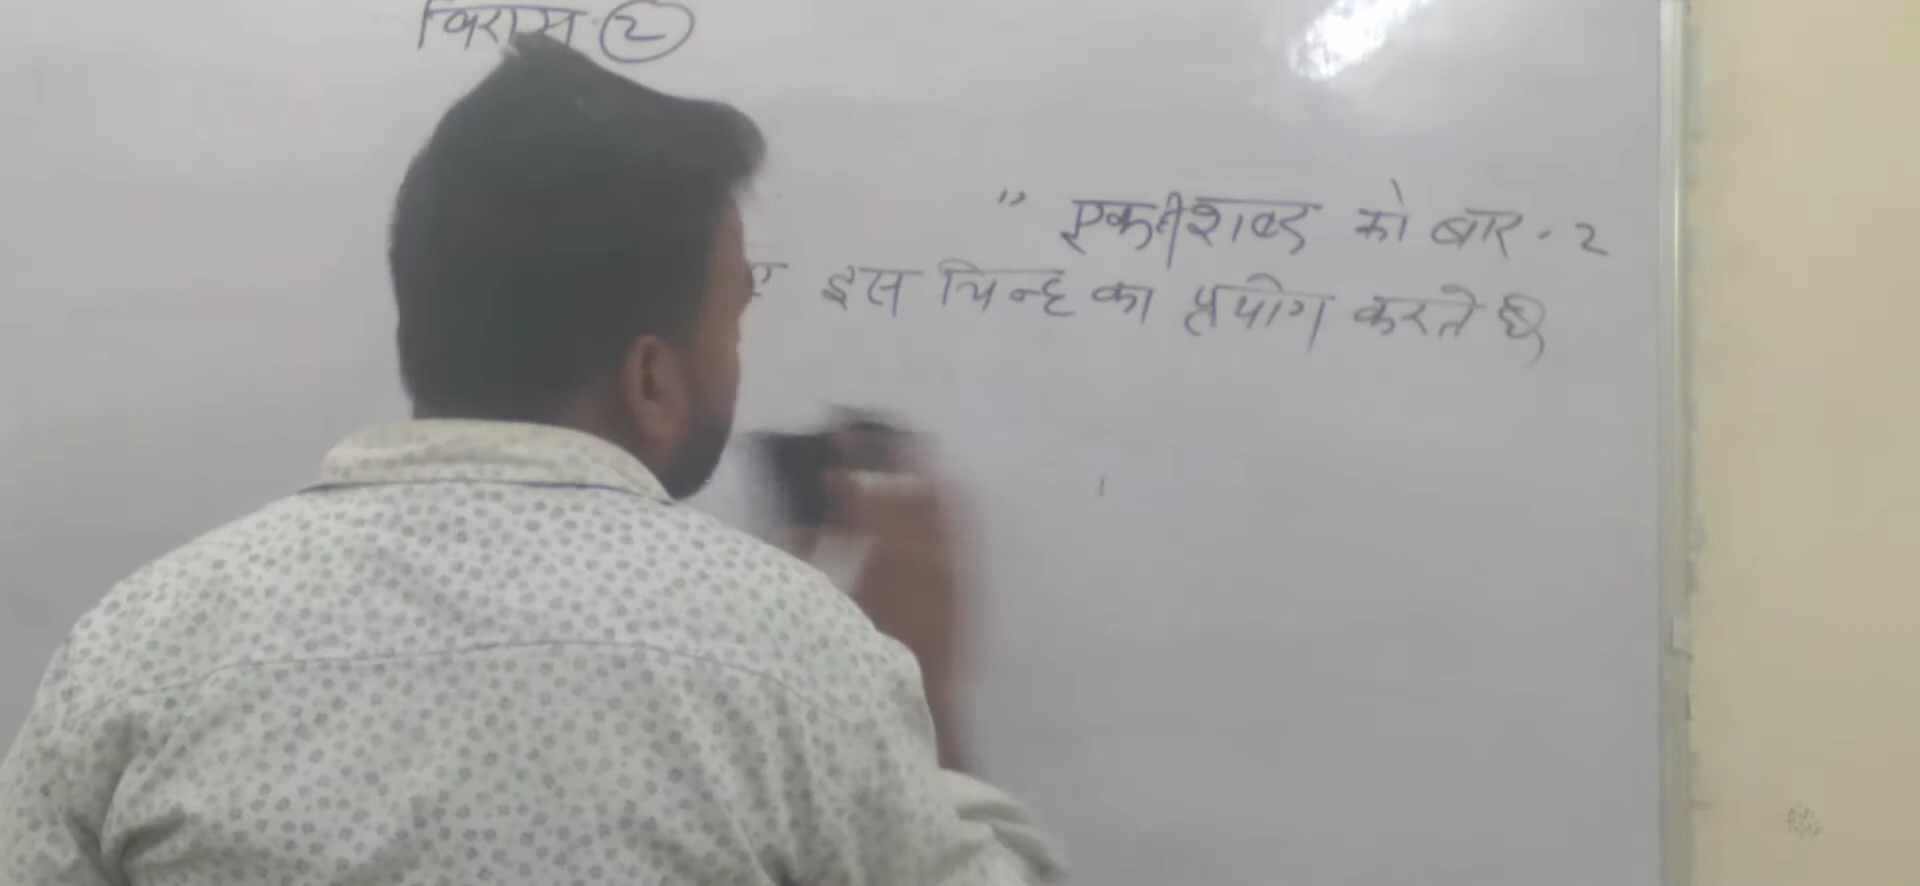 विराम ②
" एक ही शब्द को बार-2
इस चिन्ह का प्रयोग करते है